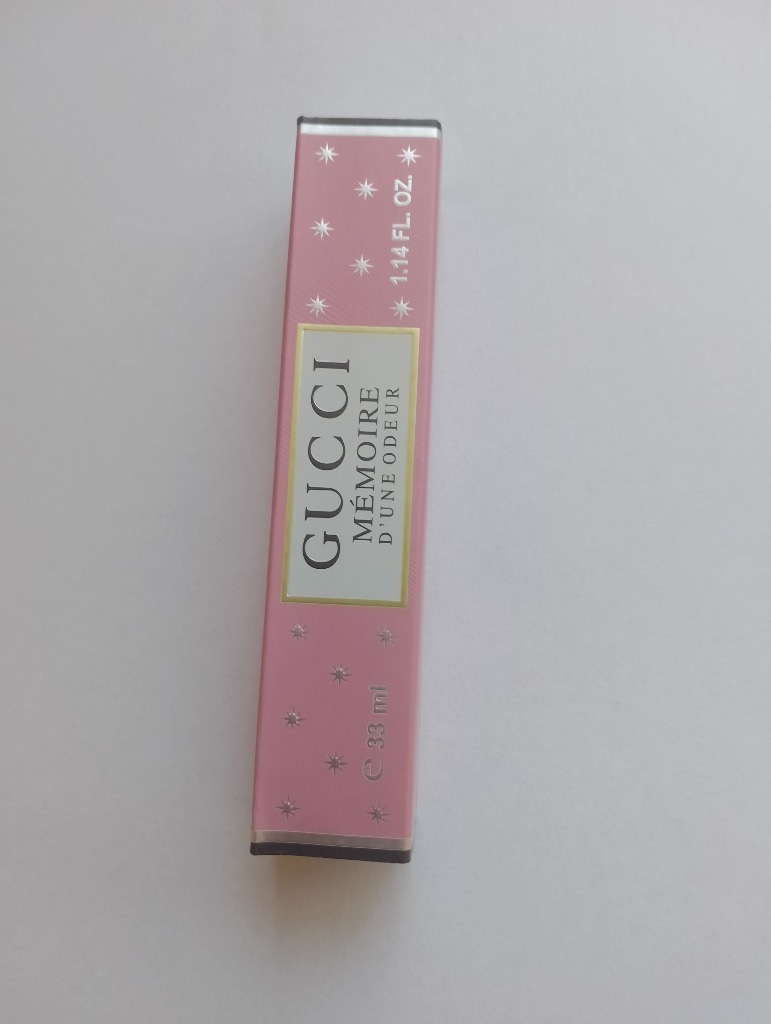 GUCCI
MÉMOIRE
D'UNE ODEUR
℮ 33 ml
1.14 FL. OZ.